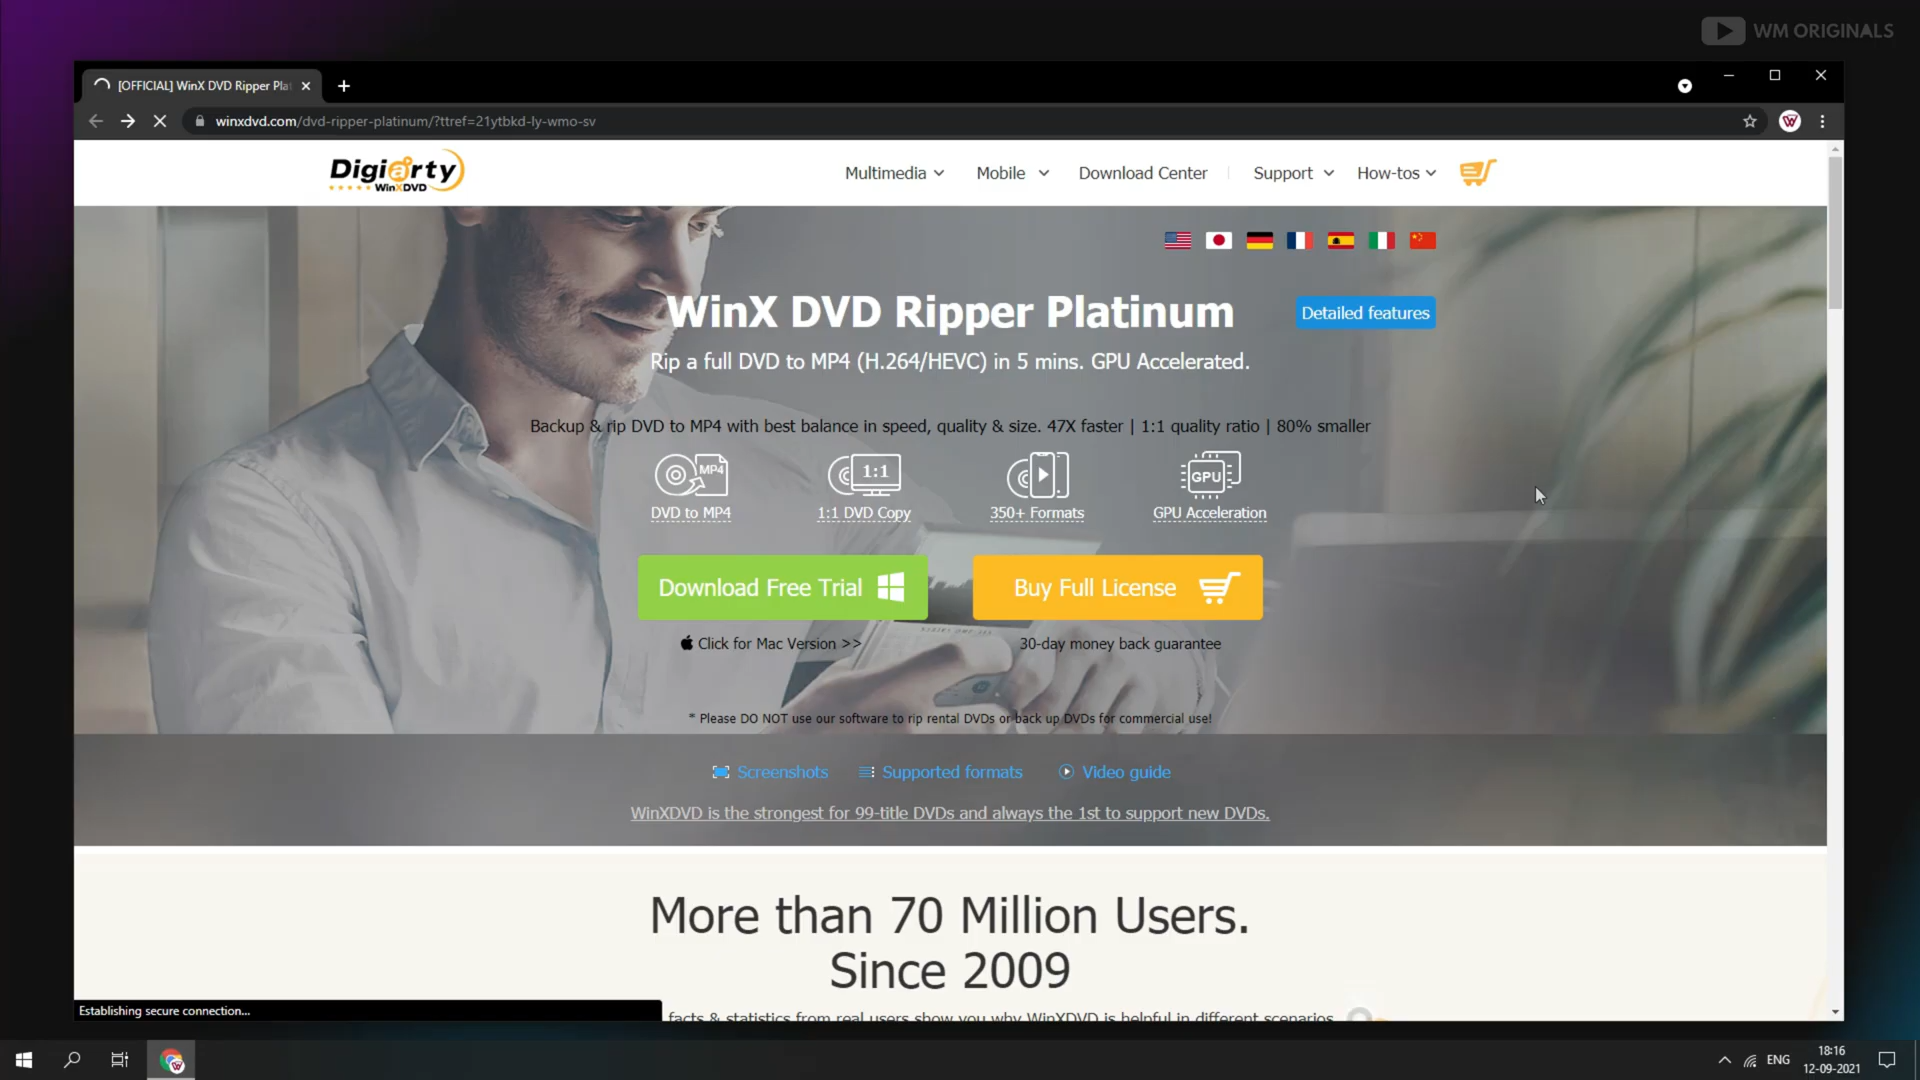 WM ORIGINALS
[OFFICIAL] WinX DVD Ripper Pla
winxdvd.com/dvd-ripper-platinum/?ttref=21ytbkd-ly-wmo-sv
Digiarty
WinXDVD
Multimedia
Mobile
Download Center
Support
How-tos
WinX DVD Ripper Platinum
Detailed features
Rip a full DVD to MP4 (H.264/HEVC) in 5 mins. GPU Accelerated.
Backup & rip DVD to MP4 with best balance in speed, quality & size. 47X faster | 1:1 quality ratio | 80% smaller
MP4
1:1
GPU
DVD to MP4
1:1 DVD Copy
350+ Formats
GPU Acceleration
Download Free Trial
Buy Full License
Click for Mac Version >>
30-day money back guarantee
* Please DO NOT use our software to rip rental DVDs or back up DVDs for commercial use!
Screenshots
Supported formats
Video guide
WinXDVD is the strongest for 99-title DVDs and always the 1st to support new DVDs.
More than 70 Million Users.
Since 2009
facts & statistics from real users show you why WinXDVD is helpful in different scenarios
Establishing secure connection...
ENG
18:16
12-09-2021